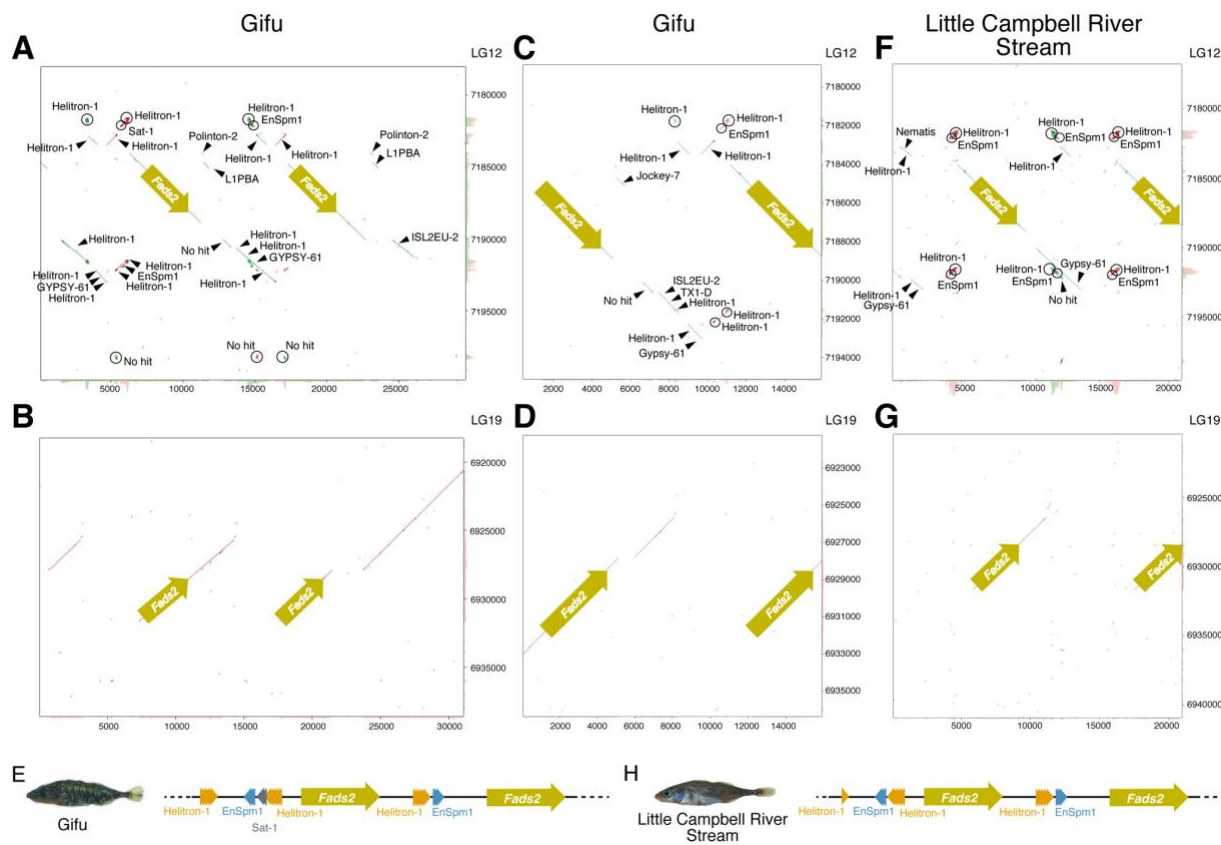 Gifu
Gifu
Little Campbell River
Stream
A
LG12
Helitron-1
Helitron-1
EnSpm1
Helitron-1
Sat-1
Polinton-2
Polinton-2
Helitron-1
Helitron-1
Helitron-1
Helitron-1
L1PBA
L1PBA
Fads2
Fads2
Helitron-1
No hit
Helitron-1
Helitron-1
GYPSY-61
ISL2EU-2
Helitron-1
GYPSY-61
Helitron-1
Helitron-1
EnSpm1
Helitron-1
Helitron-1
No hit
No hit
No hit
7180000
7185000
7190000
7195000
5000
10000
15000
20000
25000
C
LG12
Helitron-1
Helitron-1
EnSpm1
Helitron-1
Helitron-1
Jockey-7
Fads2
Fads2
No hit
ISL2EU-2
TX1-D
Helitron-1
Helitron-1
Helitron-1
Helitron-1
Gypsy-61
7180000
7182000
7184000
7186000
7188000
7190000
7192000
7194000
2000
4000
6000
8000
10000
12000
14000
F
LG12
Nematis
Helitron-1
EnSpm1
Helitron-1
Helitron-1
EnSpm1
Helitron-1
EnSpm1
Helitron-1
Fads2
Fads2
Helitron-1
EnSpm1
Helitron-1
EnSpm1
Gypsy-61
No hit
Helitron-1
EnSpm1
Helitron-1
Gypsy-61
7180000
7185000
7190000
7195000
5000
10000
15000
20000
B
LG19
Fads2
Fads2
6920000
6925000
6930000
6935000
5000
10000
15000
20000
25000
30000
D
LG19
Fads2
Fads2
6923000
6925000
6927000
6929000
6931000
6933000
6935000
2000
4000
6000
8000
10000
12000
14000
G
LG19
Fads2
Fads2
6925000
6930000
6935000
6940000
5000
10000
15000
20000
E
Gifu
Helitron-1
EnSpm1
Sat-1
Helitron-1
Fads2
Helitron-1
EnSpm1
Fads2
H
Little Campbell River
Stream
Helitron-1
EnSpm1
Helitron-1
Fads2
Helitron-1
EnSpm1
Fads2